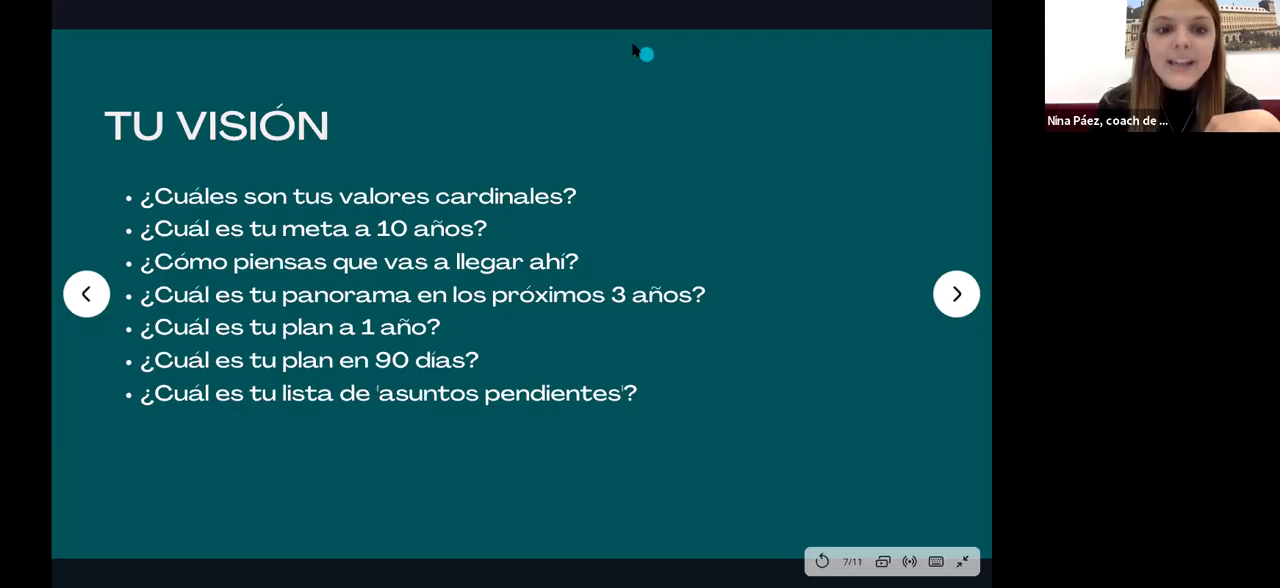 TU VISIÓN
¿Cuáles son tus valores cardinales?
¿Cuál es tu meta a 10 años?
¿Cómo piensas que vas a llegar ahí?
¿Cuál es tu panorama en los próximos 3 años?
¿Cuál es tu plan a 1 año?
¿Cuál es tu plan en 90 días?
¿Cuál es tu lista de 'asuntos pendientes'?
7/11
Nina Páez, coach de ...